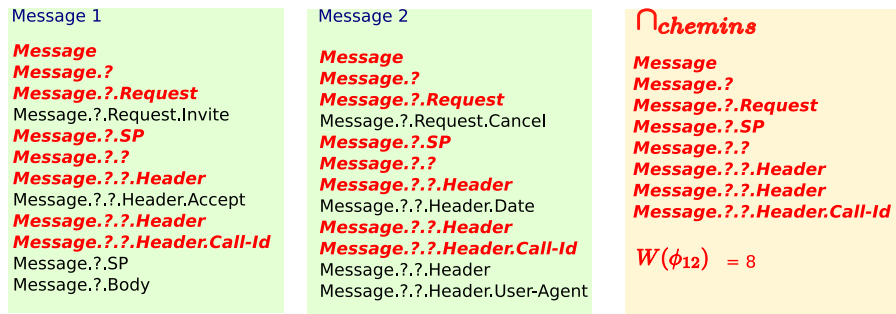 Message 1
Message
Message.?
Message.?.Request
Message.?.Request.Invite
Message.?.SP
Message.?.?
Message.?.?.Header
Message.?.?.Header.Accept
Message.?.?.Header
Message.?.?.Header.Call-Id
Message.?.SP
Message.?.Body
Message 2
Message
Message.?
Message.?.Request
Message.?.Request.Cancel
Message.?.SP
Message.?.?
Message.?.?.Header
Message.?.?.Header.Date
Message.?.?.Header
Message.?.?.Header.Call-Id
Message.?.?.Header
Message.?.?.Header.User-Agent
⋂chemins
Message
Message.?
Message.?.Request
Message.?.SP
Message.?.?
Message.?.?.Header
Message.?.?.Header
Message.?.?.Header.Call-Id
W(ϕ12) = 8